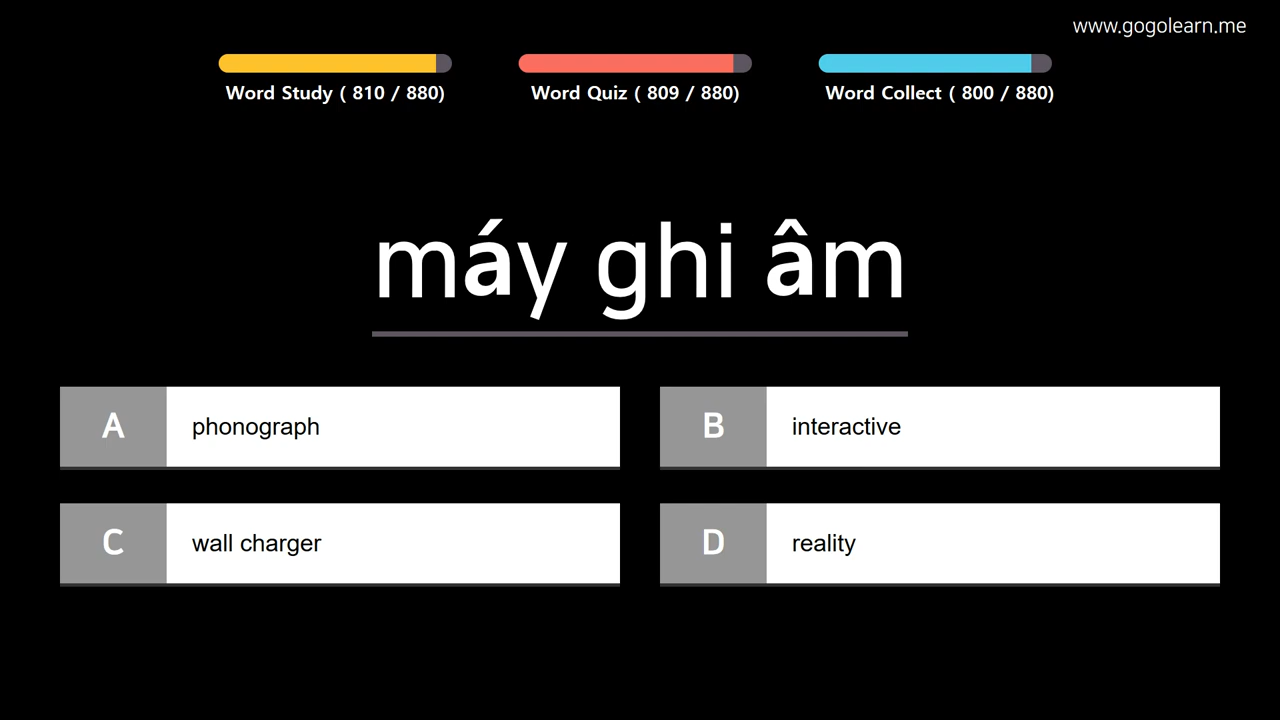 www.gogolearn.me
Word Study ( 810 / 880)
Word Quiz ( 809 / 880)
Word Collect ( 800 / 880)
máy ghi âm
A phonograph
B interactive
C wall charger
D reality